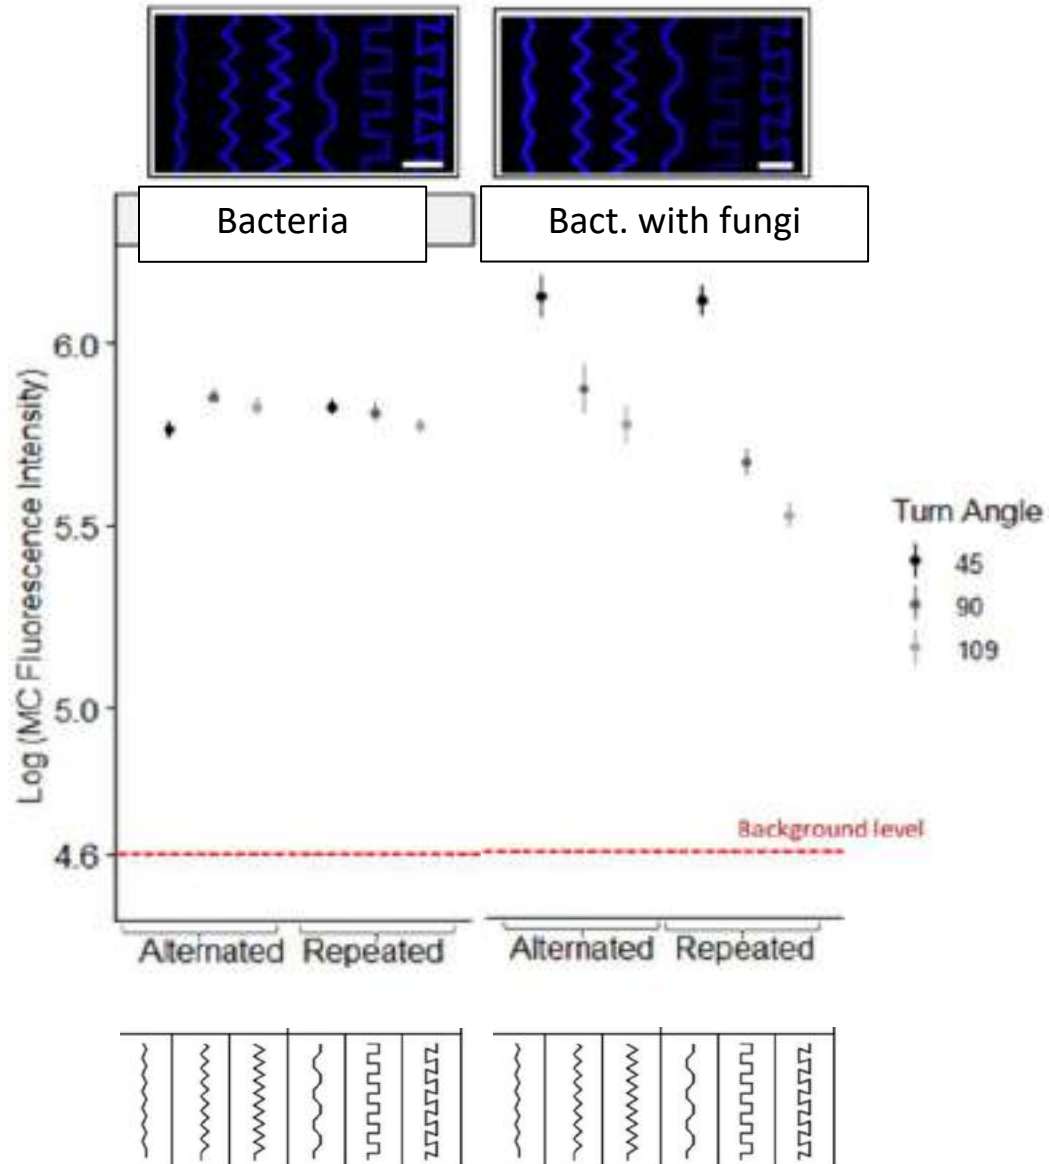 Bacteria
Bact. with fungi
Log (MC Fluorescence Intensity)
6.0
5.5
5.0
4.6
Background level
Turn Angle
45
90
109
Alternated Repeated
Alternated Repeated